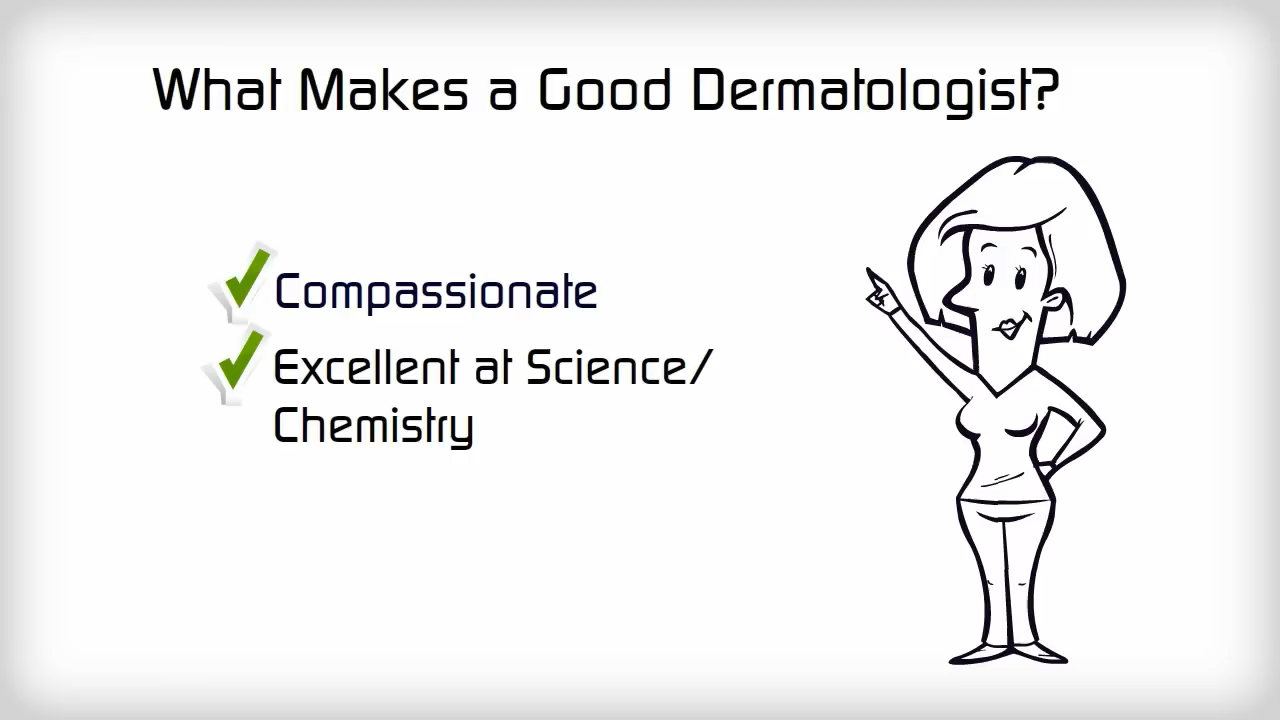 What Makes a Good Dermatologist?
Compassionate
Excellent at Science/
Chemistry